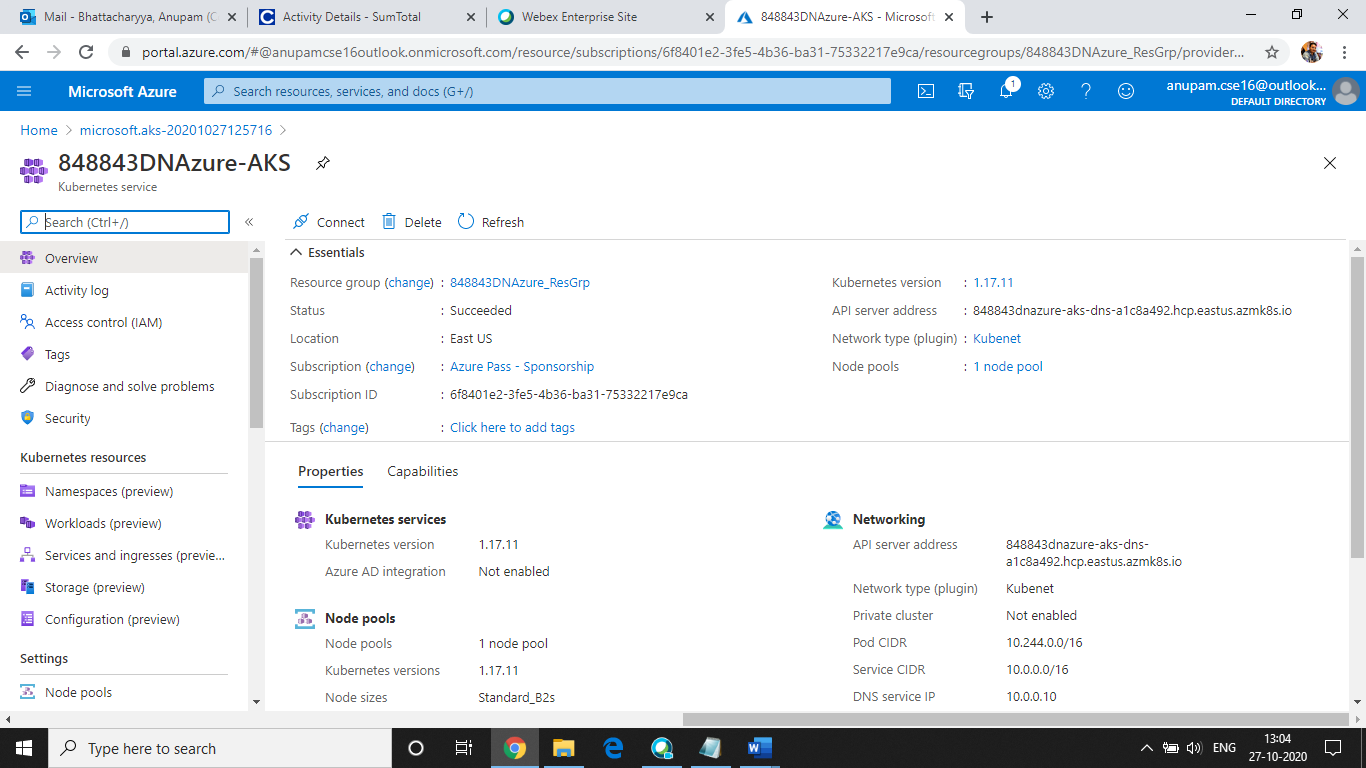 Mail - Bhattacharyya, Anupam (C
Activity Details - SumTotal
Webex Enterprise Site
848843DNAzure-AKS - Microsoft
portal.azure.com/#@anupamcse16outlook.onmicrosoft.com/resource/subscriptions/6f8401e2-3fe5-4b36-ba31-75332217e9ca/resourcegroups/848843DNAzure_ResGrp/provider...
Microsoft Azure
Search resources, services, and docs (G+/)
1
anupam.cse16@outlook...
DEFAULT DIRECTORY
Home > microsoft.aks-20201027125716 >
848843DNAzure-AKS
Kubernetes service
Search (Ctrl+/)
«
Overview
Activity log
Access control (IAM)
Tags
Diagnose and solve problems
Security
Kubernetes resources
Namespaces (preview)
Workloads (preview)
Services and ingresses (previe...
Storage (preview)
Configuration (preview)
Settings
Node pools
Connect Delete Refresh
Essentials
Resource group (change) : 848843DNAzure_ResGrp
Status : Succeeded
Location : East US
Subscription (change) : Azure Pass - Sponsorship
Subscription ID : 6f8401e2-3fe5-4b36-ba31-75332217e9ca
Tags (change) : Click here to add tags
Kubernetes version : 1.17.11
API server address : 848843dnazure-aks-dns-a1c8a492.hcp.eastus.azmk8s.io
Network type (plugin) : Kubenet
Node pools : 1 node pool
Properties Capabilities
Kubernetes services
Kubernetes version 1.17.11
Azure AD integration Not enabled
Node pools
Node pools 1 node pool
Kubernetes versions 1.17.11
Node sizes Standard_B2s
Networking
API server address 848843dnazure-aks-dns-
a1c8a492.hcp.eastus.azmk8s.io
Network type (plugin) Kubenet
Private cluster Not enabled
Pod CIDR 10.244.0.0/16
Service CIDR 10.0.0.0/16
DNS service IP 10.0.0.10
Type here to search
ENG
13:04
27-10-2020